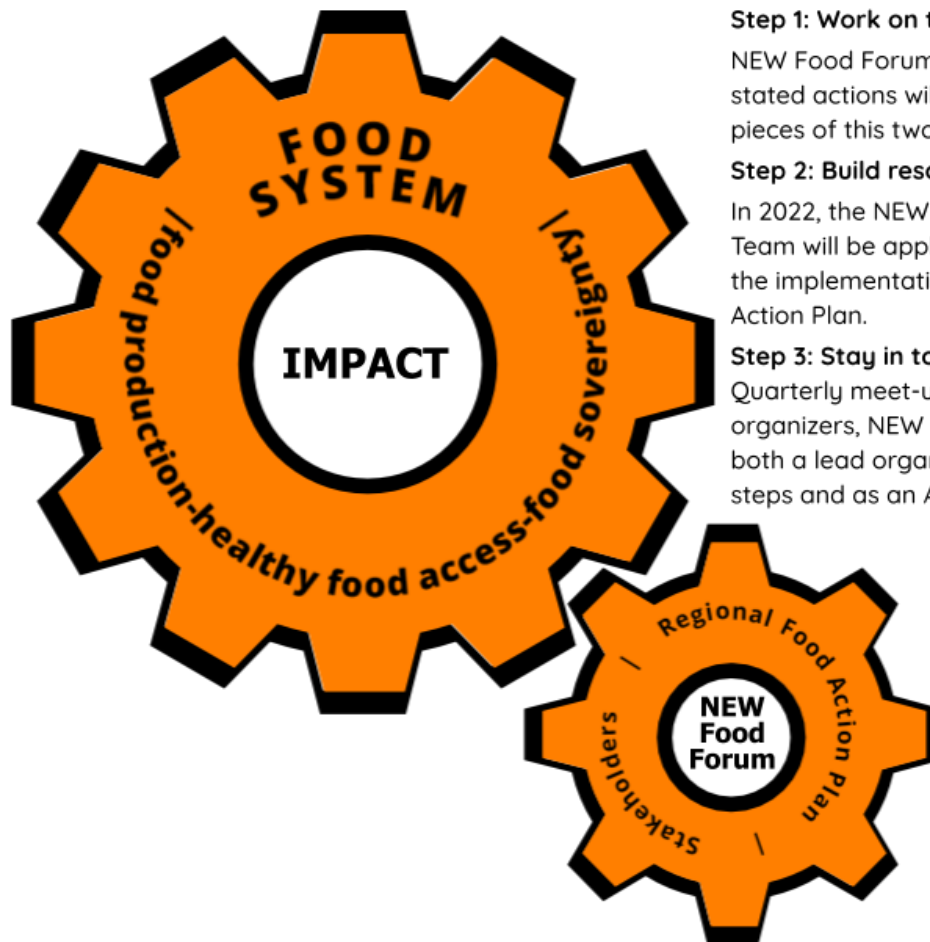 FOOD
SYSTEM
/food produnction-healthy food access-food sovereignty/
IMPACT
Step 1: Work on t
NEW Food Forum
stated actions wi
pieces of this two
Step 2: Build reso
In 2022, the NEW
Team will be appl
the implementati
Action Plan.
Step 3: Stay in to
Quarterly meet-u
organizers, NEW
both a lead orga
steps and as an A
/ Regional Food Action Plan /
Stakeholders
NEW
Food
Forum